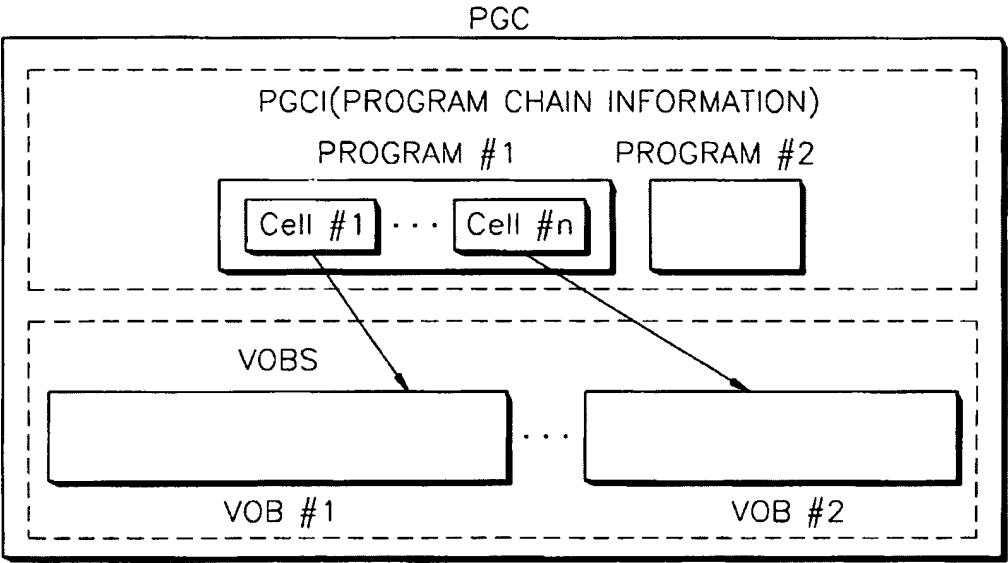 PGC
PGCI(PROGRAM CHAIN INFORMATION)
PROGRAM #1 PROGRAM #2
Cell #1 ... Cell #n
VOBS
...
VOB #1 VOB #2